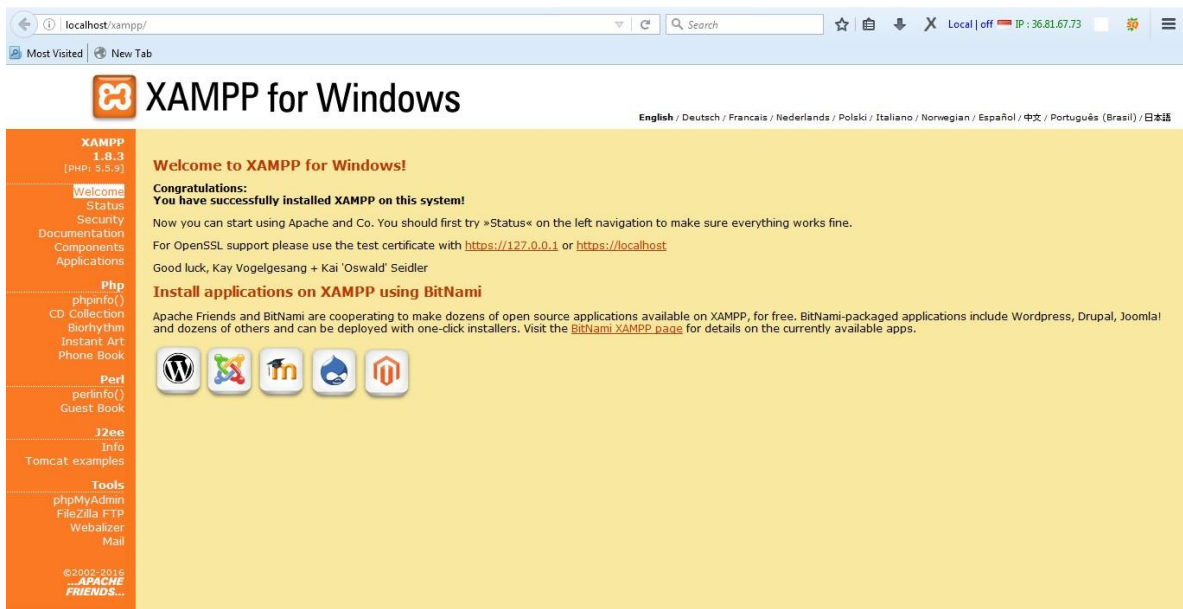 localhost/xampp/
Search
Local | off IP : 36.81.67.73
Most Visited New Tab
XAMPP for Windows
English / Deutsch / Francais / Nederlands / Polski / Italiano / Norwegian / Español / 中文 / Português (Brasil) / 日本語
XAMPP
1.8.3
[PHP: 5.5.9]
Welcome
Status
Security
Documentation
Components
Applications
Php
phpinfo()
CD Collection
Biorhythm
Instant Art
Phone Book
Perl
perlinfo()
Guest Book
J2ee
Info
Tomcat examples
Tools
phpMyAdmin
FileZilla FTP
Webalizer
Mail
©2002-2016
...APACHE
FRIENDS...
Welcome to XAMPP for Windows!
Congratulations:
You have successfully installed XAMPP on this system!
Now you can start using Apache and Co. You should first try »Status« on the left navigation to make sure everything works fine.
For OpenSSL support please use the test certificate with https://127.0.0.1 or https://localhost
Good luck, Kay Vogelgesang + Kai 'Oswald' Seidler
Install applications on XAMPP using BitNami
Apache Friends and BitNami are cooperating to make dozens of open source applications available on XAMPP, for free. BitNami-packaged applications include Wordpress, Drupal, Joomla!
and dozens of others and can be deployed with one-click installers. Visit the BitNami XAMPP page for details on the currently available apps.